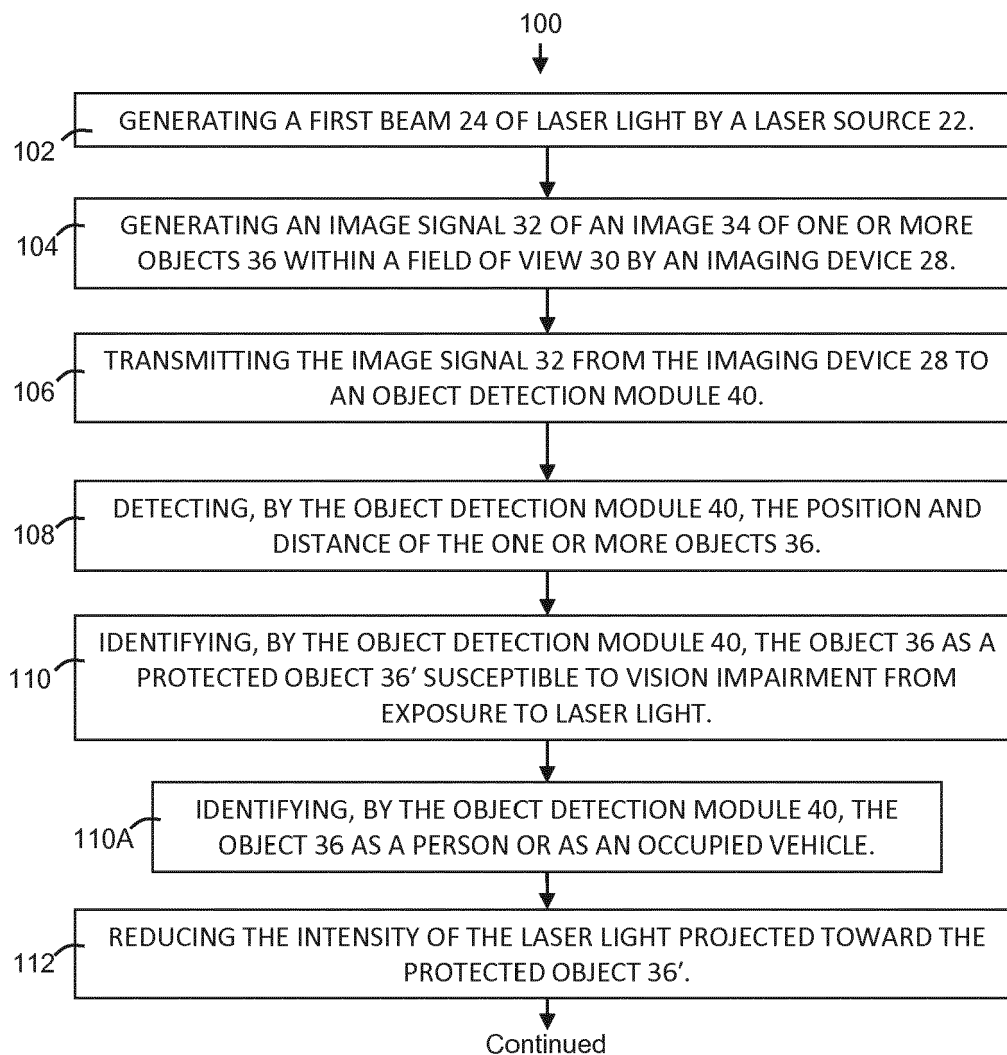 100
GENERATING A FIRST BEAM 24 OF LASER LIGHT BY A LASER SOURCE 22.
102
GENERATING AN IMAGE SIGNAL 32 OF AN IMAGE 34 OF ONE OR MORE
OBJECTS 36 WITHIN A FIELD OF VIEW 30 BY AN IMAGING DEVICE 28.
104
TRANSMITTING THE IMAGE SIGNAL 32 FROM THE IMAGING DEVICE 28 TO
AN OBJECT DETECTION MODULE 40.
106
DETECTING, BY THE OBJECT DETECTION MODULE 40, THE POSITION AND
DISTANCE OF THE ONE OR MORE OBJECTS 36.
108
IDENTIFYING, BY THE OBJECT DETECTION MODULE 40, THE OBJECT 36 AS A
PROTECTED OBJECT 36′ SUSCEPTIBLE TO VISION IMPAIRMENT FROM
EXPOSURE TO LASER LIGHT.
110
IDENTIFYING, BY THE OBJECT DETECTION MODULE 40, THE
OBJECT 36 AS A PERSON OR AS AN OCCUPIED VEHICLE.
110A
REDUCING THE INTENSITY OF THE LASER LIGHT PROJECTED TOWARD THE
PROTECTED OBJECT 36′.
112
Continued